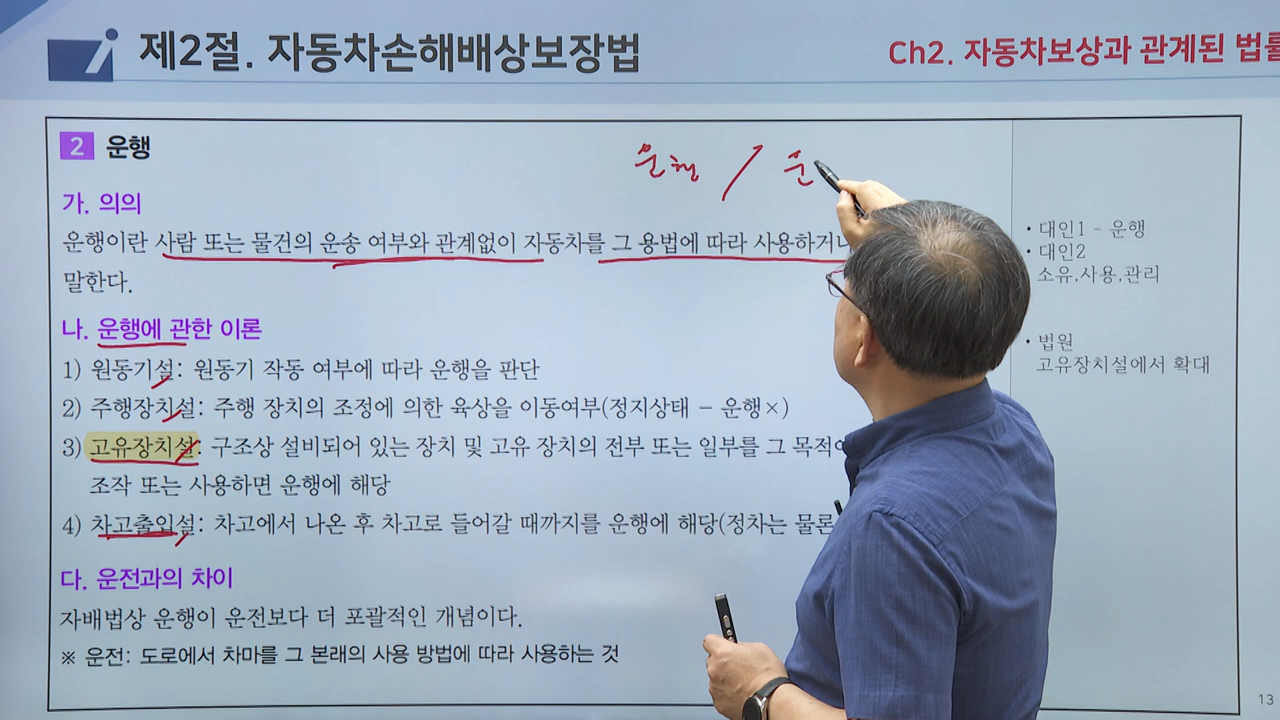 제2절. 자동차손해배상보장법
Ch2. 자동차보상과 관계된 법률
2 운행
운행 / 운
가. 의의
운행이란 사람 또는 물건의 운송 여부와 관계없이 자동차를 그 용법에 따라 사용하거나
말한다.
나. 운행에 관한 이론
1) 원동기설: 원동기 작동 여부에 따라 운행을 판단
2) 주행장치설: 주행 장치의 조정에 의한 육상을 이동여부(정지상태 – 운행×)
3) 고유장치설: 구조상 설비되어 있는 장치 및 고유 장치의 전부 또는 일부를 그 목적에
조작 또는 사용하면 운행에 해당
4) 차고출입설: 차고에서 나온 후 차고로 들어갈 때까지를 운행에 해당(정차는 물론
다. 운전과의 차이
자배법상 운행이 운전보다 더 포괄적인 개념이다.
※ 운전: 도로에서 차마를 그 본래의 사용 방법에 따라 사용하는 것
• 대인1 - 운행
• 대인2
소유,사용,관리
• 법원
고유장치설에서 확대
13